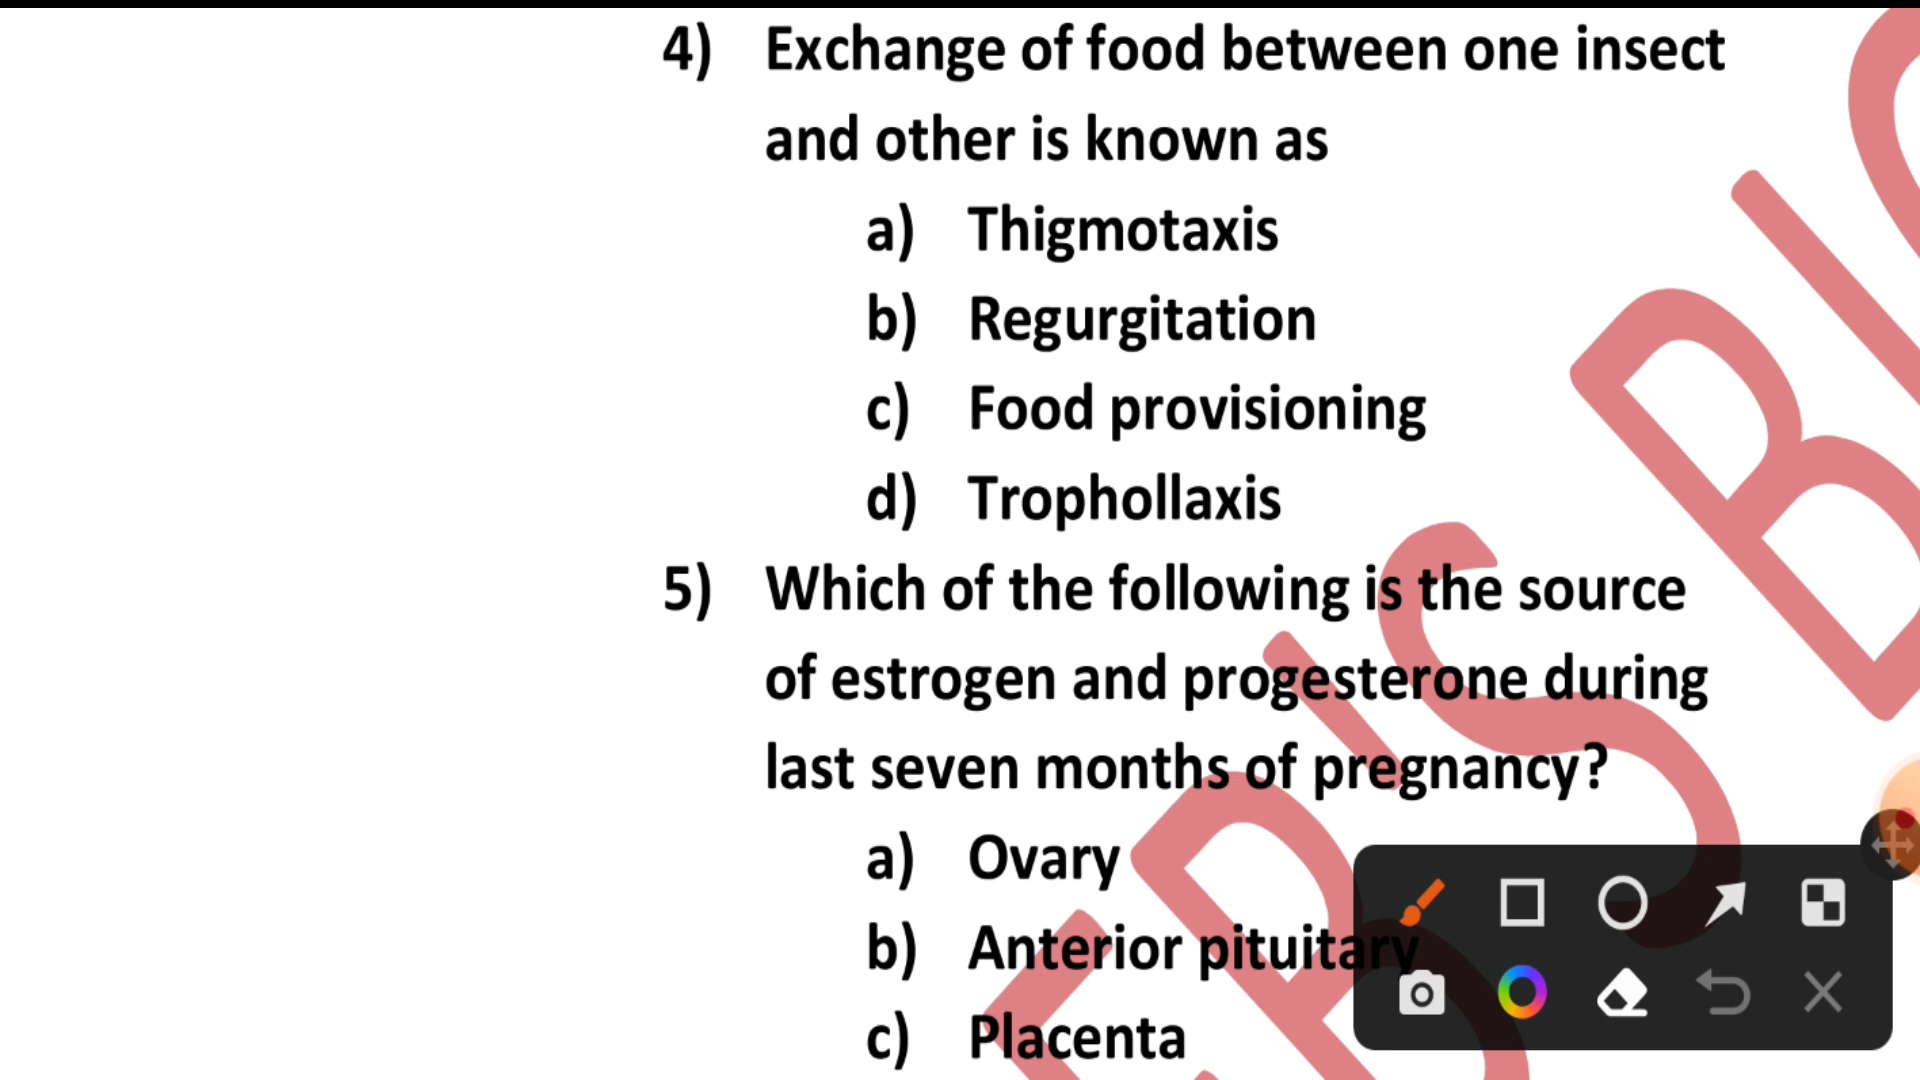 4) Exchange of food between one insect
and other is known as
a) Thigmotaxis
b) Regurgitation
c) Food provisioning
d) Trophollaxis
5) Which of the following is the source
of estrogen and progesterone during
last seven months of pregnancy?
a) Ovary
b) Anterior pituitary
c) Placenta